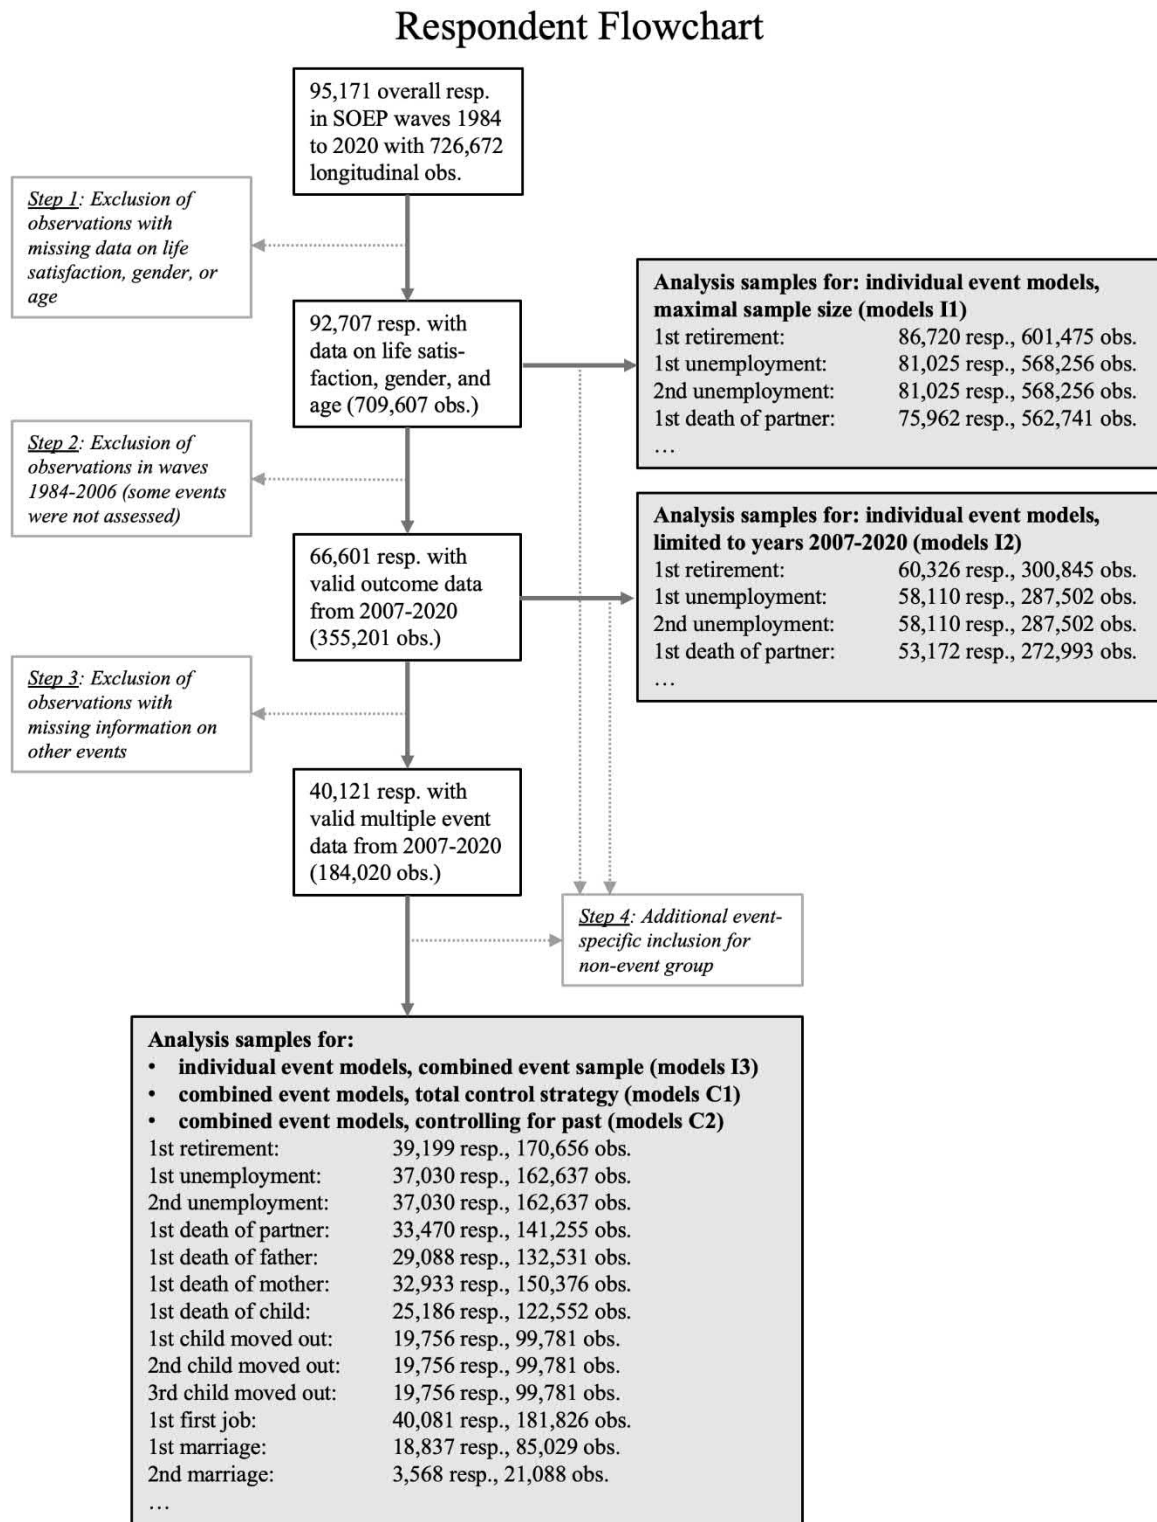 Respondent Flowchart
95,171 overall resp.
in SOEP waves 1984
to 2020 with 726,672
longitudinal obs.
Step 1: Exclusion of
observations with
missing data on life
satisfaction, gender, or
age
92,707 resp. with
data on life satis-
faction, gender, and
age (709,607 obs.)
Analysis samples for: individual event models,
maximal sample size (models I1)
1st retirement: 86,720 resp., 601,475 obs.
1st unemployment: 81,025 resp., 568,256 obs.
2nd unemployment: 81,025 resp., 568,256 obs.
1st death of partner: 75,962 resp., 562,741 obs.
…
Step 2: Exclusion of
observations in waves
1984-2006 (some events
were not assessed)
66,601 resp. with
valid outcome data
from 2007-2020
(355,201 obs.)
Analysis samples for: individual event models,
limited to years 2007-2020 (models I2)
1st retirement: 60,326 resp., 300,845 obs.
1st unemployment: 58,110 resp., 287,502 obs.
2nd unemployment: 58,110 resp., 287,502 obs.
1st death of partner: 53,172 resp., 272,993 obs.
…
Step 3: Exclusion of
observations with
missing information on
other events
40,121 resp. with
valid multiple event
data from 2007-2020
(184,020 obs.)
Step 4: Additional event-
specific inclusion for
non-event group
Analysis samples for:
• individual event models, combined event sample (models I3)
• combined event models, total control strategy (models C1)
• combined event models, controlling for past (models C2)
1st retirement: 39,199 resp., 170,656 obs.
1st unemployment: 37,030 resp., 162,637 obs.
2nd unemployment: 37,030 resp., 162,637 obs.
1st death of partner: 33,470 resp., 141,255 obs.
1st death of father: 29,088 resp., 132,531 obs.
1st death of mother: 32,933 resp., 150,376 obs.
1st death of child: 25,186 resp., 122,552 obs.
1st child moved out: 19,756 resp., 99,781 obs.
2nd child moved out: 19,756 resp., 99,781 obs.
3rd child moved out: 19,756 resp., 99,781 obs.
1st first job: 40,081 resp., 181,826 obs.
1st marriage: 18,837 resp., 85,029 obs.
2nd marriage: 3,568 resp., 21,088 obs.
…